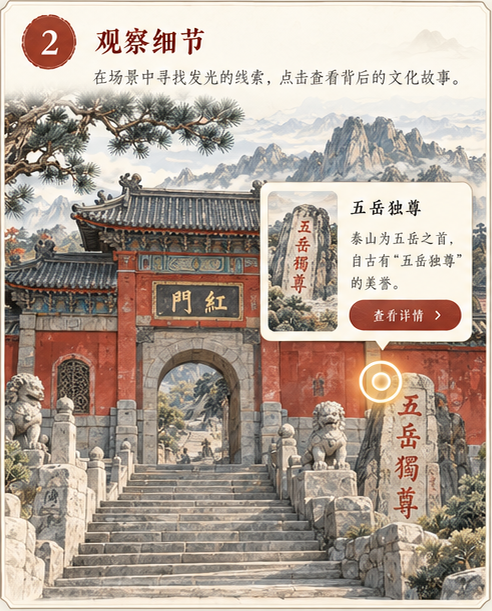 2
观察细节
在场景中寻找发光的线索，点击查看背后的文化故事。
門紅
五岳獨尊
五岳独尊
泰山为五岳之首，
自古有“五岳独尊”
的美誉。
查看详情 >
五岳獨尊